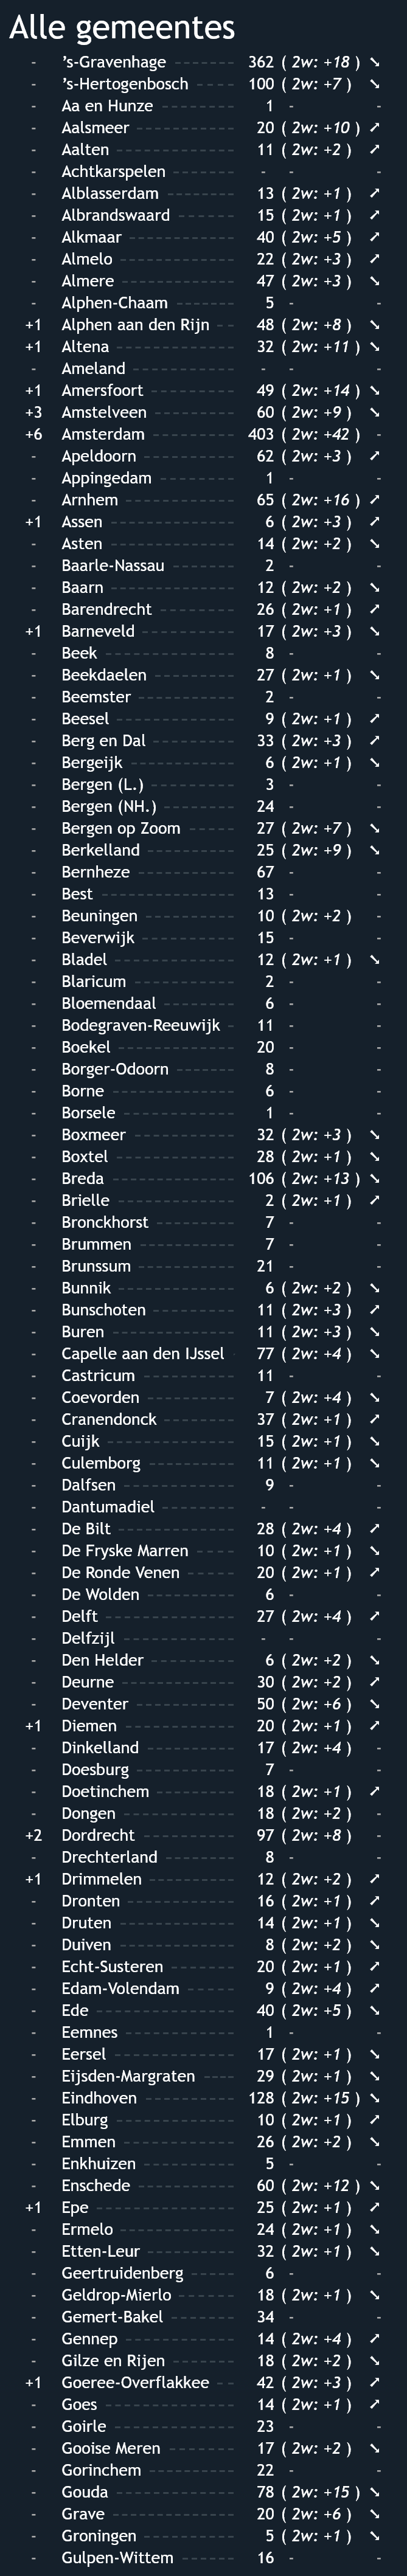 Alle gemeentes
- ’s-Gravenhage 362 ( 2w: +18 ) ➘
- ’s-Hertogenbosch 100 ( 2w: +7 ) ➘
- Aa en Hunze 1 - -
- Aalsmeer 20 ( 2w: +10 ) ➚
- Aalten 11 ( 2w: +2 ) ➚
- Achtkarspelen - - -
- Alblasserdam 13 ( 2w: +1 ) ➚
- Albrandswaard 15 ( 2w: +1 ) ➚
- Alkmaar 40 ( 2w: +5 ) ➚
- Almelo 22 ( 2w: +3 ) ➚
- Almere 47 ( 2w: +3 ) ➘
- Alphen-Chaam 5 - -
+1 Alphen aan den Rijn 48 ( 2w: +8 ) ➘
+1 Altena 32 ( 2w: +11 ) ➘
- Ameland - - -
+1 Amersfoort 49 ( 2w: +14 ) ➘
+3 Amstelveen 60 ( 2w: +9 ) ➘
+6 Amsterdam 403 ( 2w: +42 ) -
- Apeldoorn 62 ( 2w: +3 ) ➚
- Appingedam 1 - -
- Arnhem 65 ( 2w: +16 ) ➚
+1 Assen 6 ( 2w: +3 ) ➚
- Asten 14 ( 2w: +2 ) ➘
- Baarle-Nassau 2 - -
- Baarn 12 ( 2w: +2 ) ➘
- Barendrecht 26 ( 2w: +1 ) ➚
+1 Barneveld 17 ( 2w: +3 ) ➘
- Beek 8 - -
- Beekdaelen 27 ( 2w: +1 ) ➘
- Beemster 2 - -
- Beesel 9 ( 2w: +1 ) ➚
- Berg en Dal 33 ( 2w: +3 ) ➚
- Bergeijk 6 ( 2w: +1 ) ➘
- Bergen (L.) 3 - -
- Bergen (NH.) 24 - -
- Bergen op Zoom 27 ( 2w: +7 ) ➘
- Berkelland 25 ( 2w: +9 ) ➘
- Bernheze 67 - -
- Best 13 - -
- Beuningen 10 ( 2w: +2 ) -
- Beverwijk 15 - -
- Bladel 12 ( 2w: +1 ) ➘
- Blaricum 2 - -
- Bloemendaal 6 - -
- Bodegraven-Reeuwijk 11 - -
- Boekel 20 - -
- Borger-Odoorn 8 - -
- Borne 6 - -
- Borsele 1 - -
- Boxmeer 32 ( 2w: +3 ) ➘
- Boxtel 28 ( 2w: +1 ) ➘
- Breda 106 ( 2w: +13 ) ➘
- Brielle 2 ( 2w: +1 ) ➚
- Bronckhorst 7 - -
- Brummen 7 - -
- Brunssum 21 - -
- Bunnik 6 ( 2w: +2 ) ➘
- Bunschoten 11 ( 2w: +3 ) ➚
- Buren 11 ( 2w: +3 ) ➘
- Capelle aan den IJssel 77 ( 2w: +4 ) ➘
- Castricum 11 - -
- Coevorden 7 ( 2w: +4 ) ➘
- Cranendonck 37 ( 2w: +1 ) ➚
- Cuijk 15 ( 2w: +1 ) ➘
- Culemborg 11 ( 2w: +1 ) ➘
- Dalfsen 9 - -
- Dantumadiel - - -
- De Bilt 28 ( 2w: +4 ) ➚
- De Fryske Marren 10 ( 2w: +1 ) ➘
- De Ronde Venen 20 ( 2w: +1 ) ➚
- De Wolden 6 - -
- Delft 27 ( 2w: +4 ) ➚
- Delfzijl - - -
- Den Helder 6 ( 2w: +2 ) ➘
- Deurne 30 ( 2w: +2 ) ➚
- Deventer 50 ( 2w: +6 ) ➘
+1 Diemen 20 ( 2w: +1 ) ➚
- Dinkelland 17 ( 2w: +4 ) -
- Doesburg 7 - -
- Doetinchem 18 ( 2w: +1 ) ➚
- Dongen 18 ( 2w: +2 ) -
+2 Dordrecht 97 ( 2w: +8 ) -
- Drechterland 8 - -
+1 Drimmelen 12 ( 2w: +2 ) ➚
- Dronten 16 ( 2w: +1 ) ➚
- Druten 14 ( 2w: +1 ) ➘
- Duiven 8 ( 2w: +2 ) ➘
- Echt-Susteren 20 ( 2w: +1 ) ➚
- Edam-Volendam 9 ( 2w: +4 ) ➚
- Ede 40 ( 2w: +5 ) ➘
- Eemnes 1 - -
- Eersel 17 ( 2w: +1 ) ➘
- Eijsden-Margraten 29 ( 2w: +1 ) ➘
- Eindhoven 128 ( 2w: +15 ) ➘
- Elburg 10 ( 2w: +1 ) ➚
- Emmen 26 ( 2w: +2 ) ➘
- Enkhuizen 5 - -
- Enschede 60 ( 2w: +12 ) ➘
+1 Epe 25 ( 2w: +1 ) ➚
- Ermelo 24 ( 2w: +1 ) ➘
- Etten-Leur 32 ( 2w: +1 ) ➘
- Geertruidenberg 6 - -
- Geldrop-Mierlo 18 ( 2w: +1 ) ➘
- Gemert-Bakel 34 - -
- Gennep 14 ( 2w: +4 ) ➚
- Gilze en Rijen 18 ( 2w: +2 ) ➘
+1 Goeree-Overflakkee 42 ( 2w: +3 ) ➚
- Goes 14 ( 2w: +1 ) ➚
- Goirle 23 - -
- Gooise Meren 17 ( 2w: +2 ) ➘
- Gorinchem 22 - -
- Gouda 78 ( 2w: +15 ) ➘
- Grave 20 ( 2w: +6 ) ➘
- Groningen 5 ( 2w: +1 ) ➘
- Gulpen-Wittem 16 - -